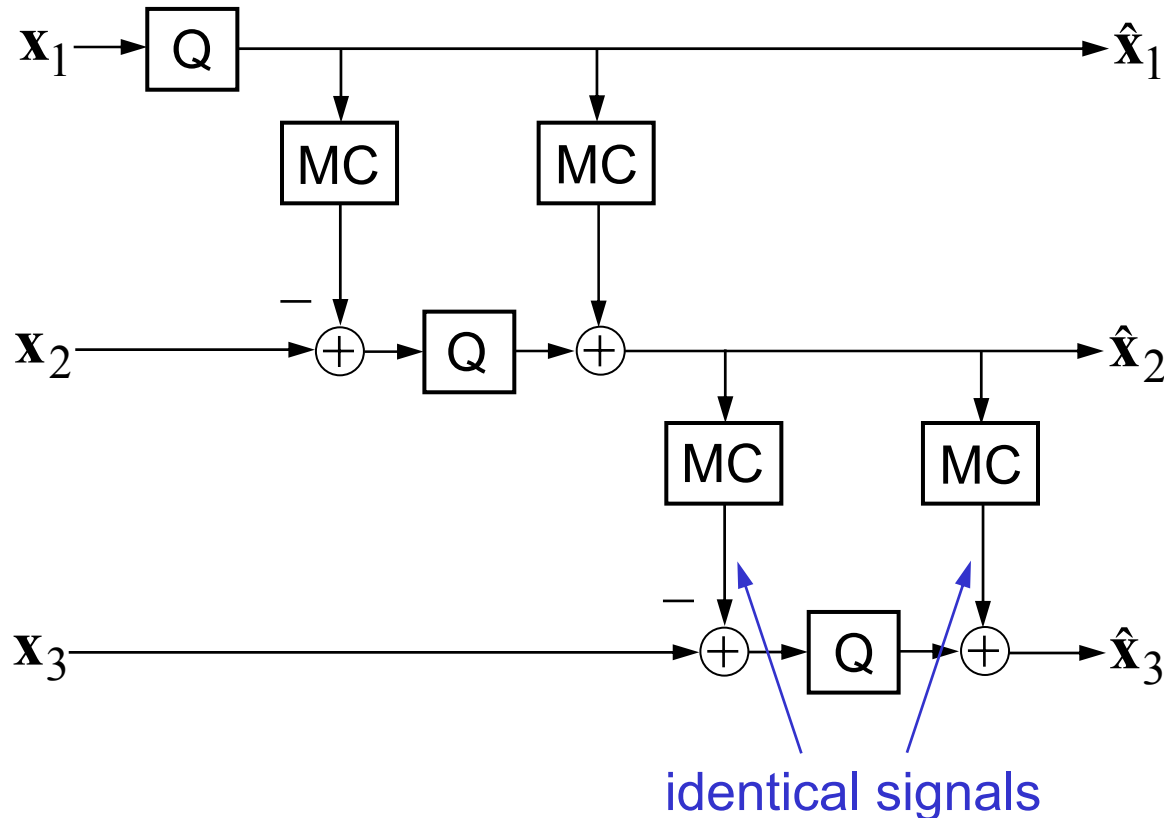 x₁ Q x̂₁
MC MC
–
x₂ + Q + x̂₂
MC MC
–
x₃ + Q + x̂₃
identical signals